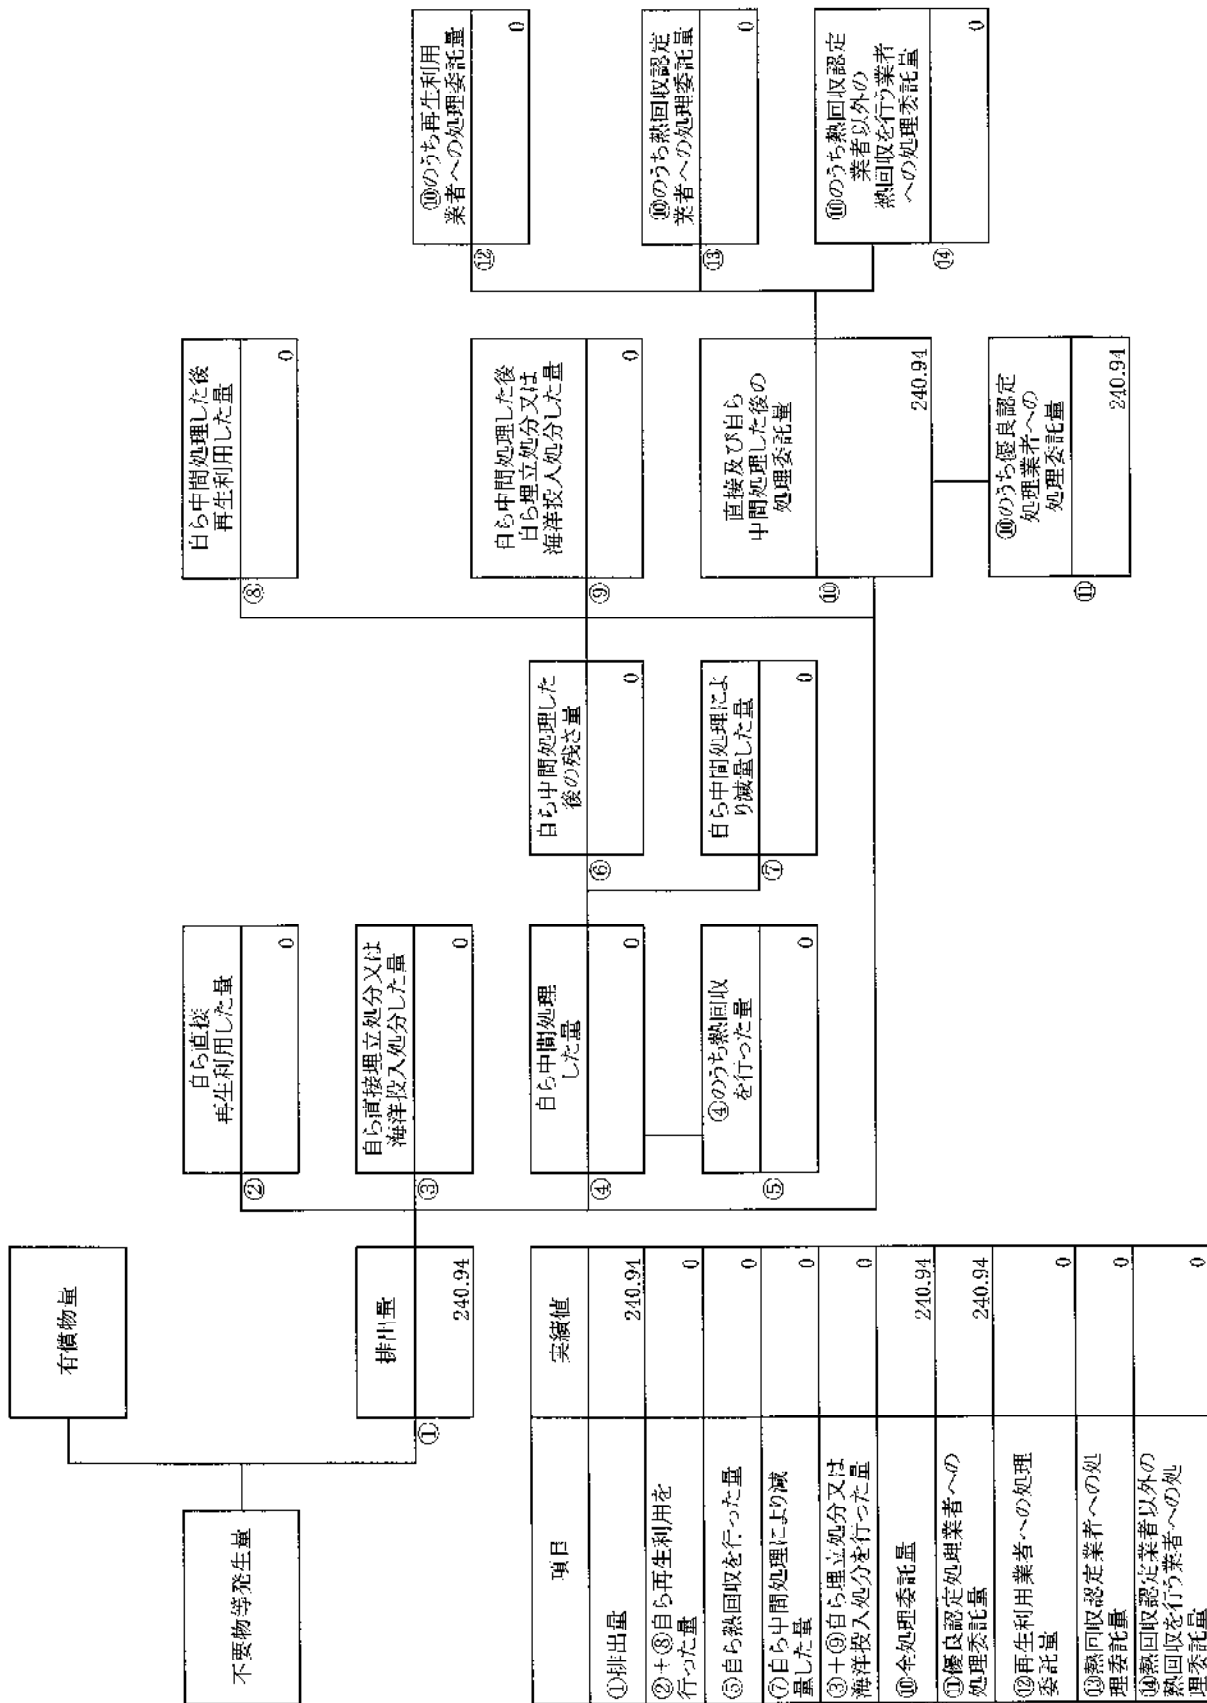 不要物等発生量
有償物量
①
排出量
240.94
②
自ら直接
再生利用した量
0
③
自ら直接埋立処分又は
海洋投入処分した量
0
④
自ら中間処理
した量
0
⑤
④のうち熱回収
を行った量
0
⑥
自ら中間処理した
後の残さ量
0
⑦
自ら中間処理によ
り減量した量
0
⑧
自ら中間処理した後
再生利用した量
0
⑨
自ら中間処理した後
自ら埋立処分又は
海洋投入処分した量
0
⑩
直接及び自ら
中間処理した後の
処理委託量
240.94
⑪
⑩のうち優良認定
処理業者への
処理委託量
240.94
⑫
⑩のうち再生利用
業者への処理委託量
0
⑬
⑩のうち熱回収認定
業者への処理委託量
0
⑭
⑩のうち熱回収認定
業者以外の
熱回収を行う業者
への処理委託量
0
項目 実績値
①排出量 240.94
②+⑧自ら再生利用を
行った量 0
⑤自ら熱回収を行った量 0
⑦自ら中間処理により減
量した量 0
③+⑨自ら埋立処分又は
海洋投入処分を行った量 0
⑩全処理委託量 240.94
⑪優良認定処理業者への
処理委託量 240.94
⑫再生利用業者への処理
委託量 0
⑬熱回収認定業者への処
理委託量 0
⑭熱回収認定業者以外の
熱回収を行う業者への処
理委託量 0